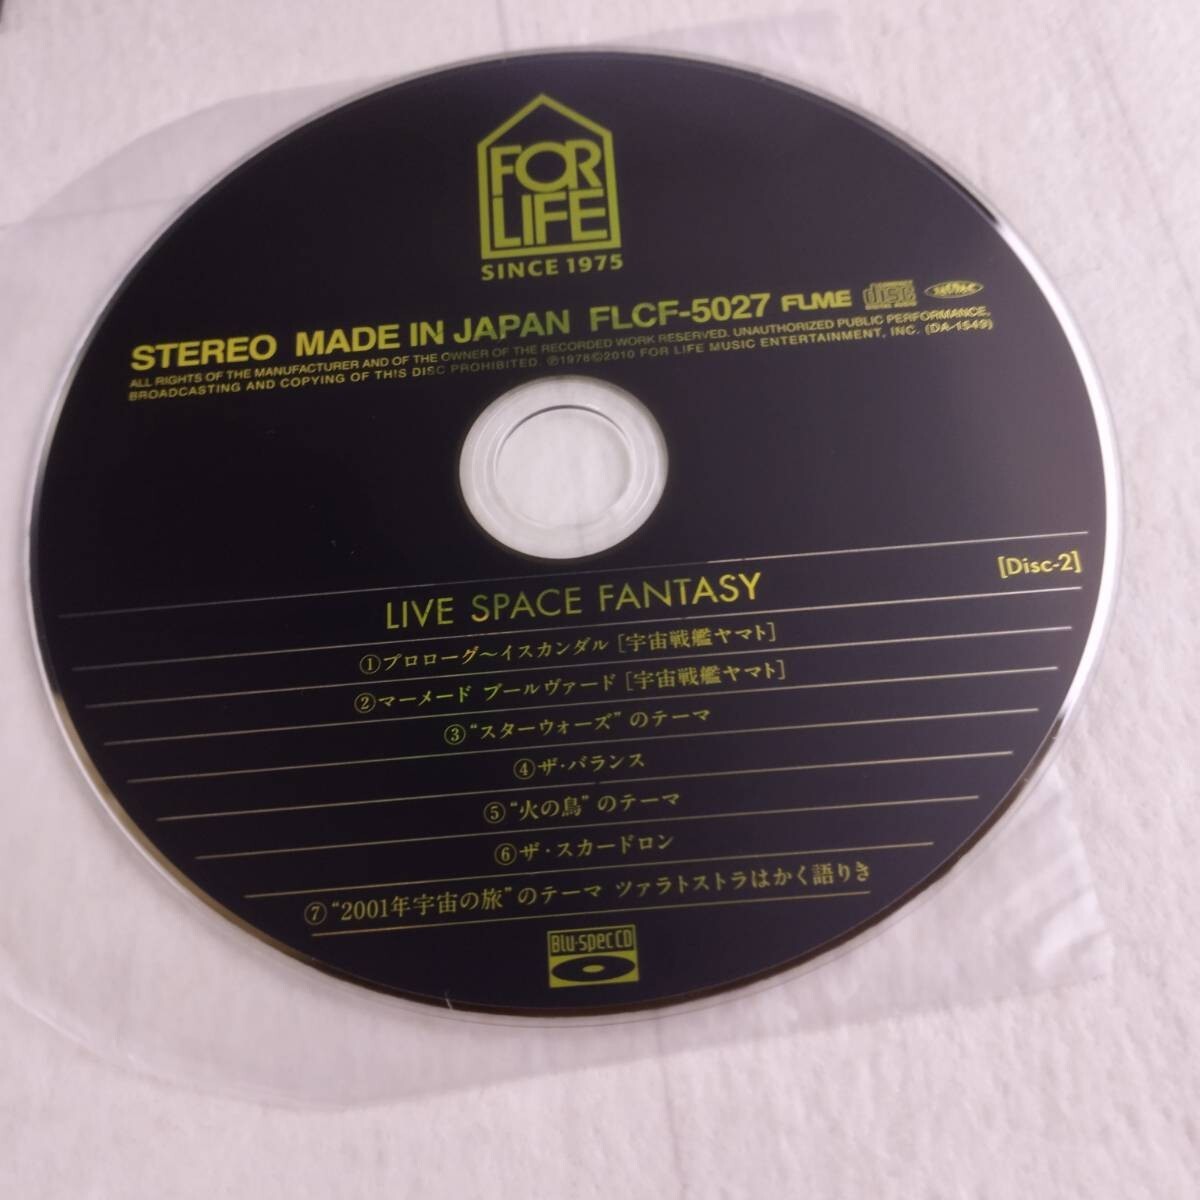 FOR
LIFE
SINCE 1975
STEREO MADE IN JAPAN FLCF-5027 FLME
ALL RIGHTS OF THE MANUFACTURER AND OF THE OWNER OF THE RECORDED WORK RESERVED. UNAUTHORIZED PUBLIC PERFORMANCE,
BROADCASTING AND COPYING OF THIS DISC PROHIBITED. ℗1978©2010 FOR LIFE MUSIC ENTERTAINMENT, INC. (DA-1549)
[Disc-2]
LIVE SPACE FANTASY
①プロローグ〜イスカンダル [宇宙戦艦ヤマト]
②マーメード ブールヴァード [宇宙戦艦ヤマト]
③“スターウォーズ”のテーマ
④ザ・バランス
⑤“火の鳥”のテーマ
⑥ザ・スカードロン
⑦“2001年宇宙の旅”のテーマ ツァラトストラはかく語りき
Blu-spec CD